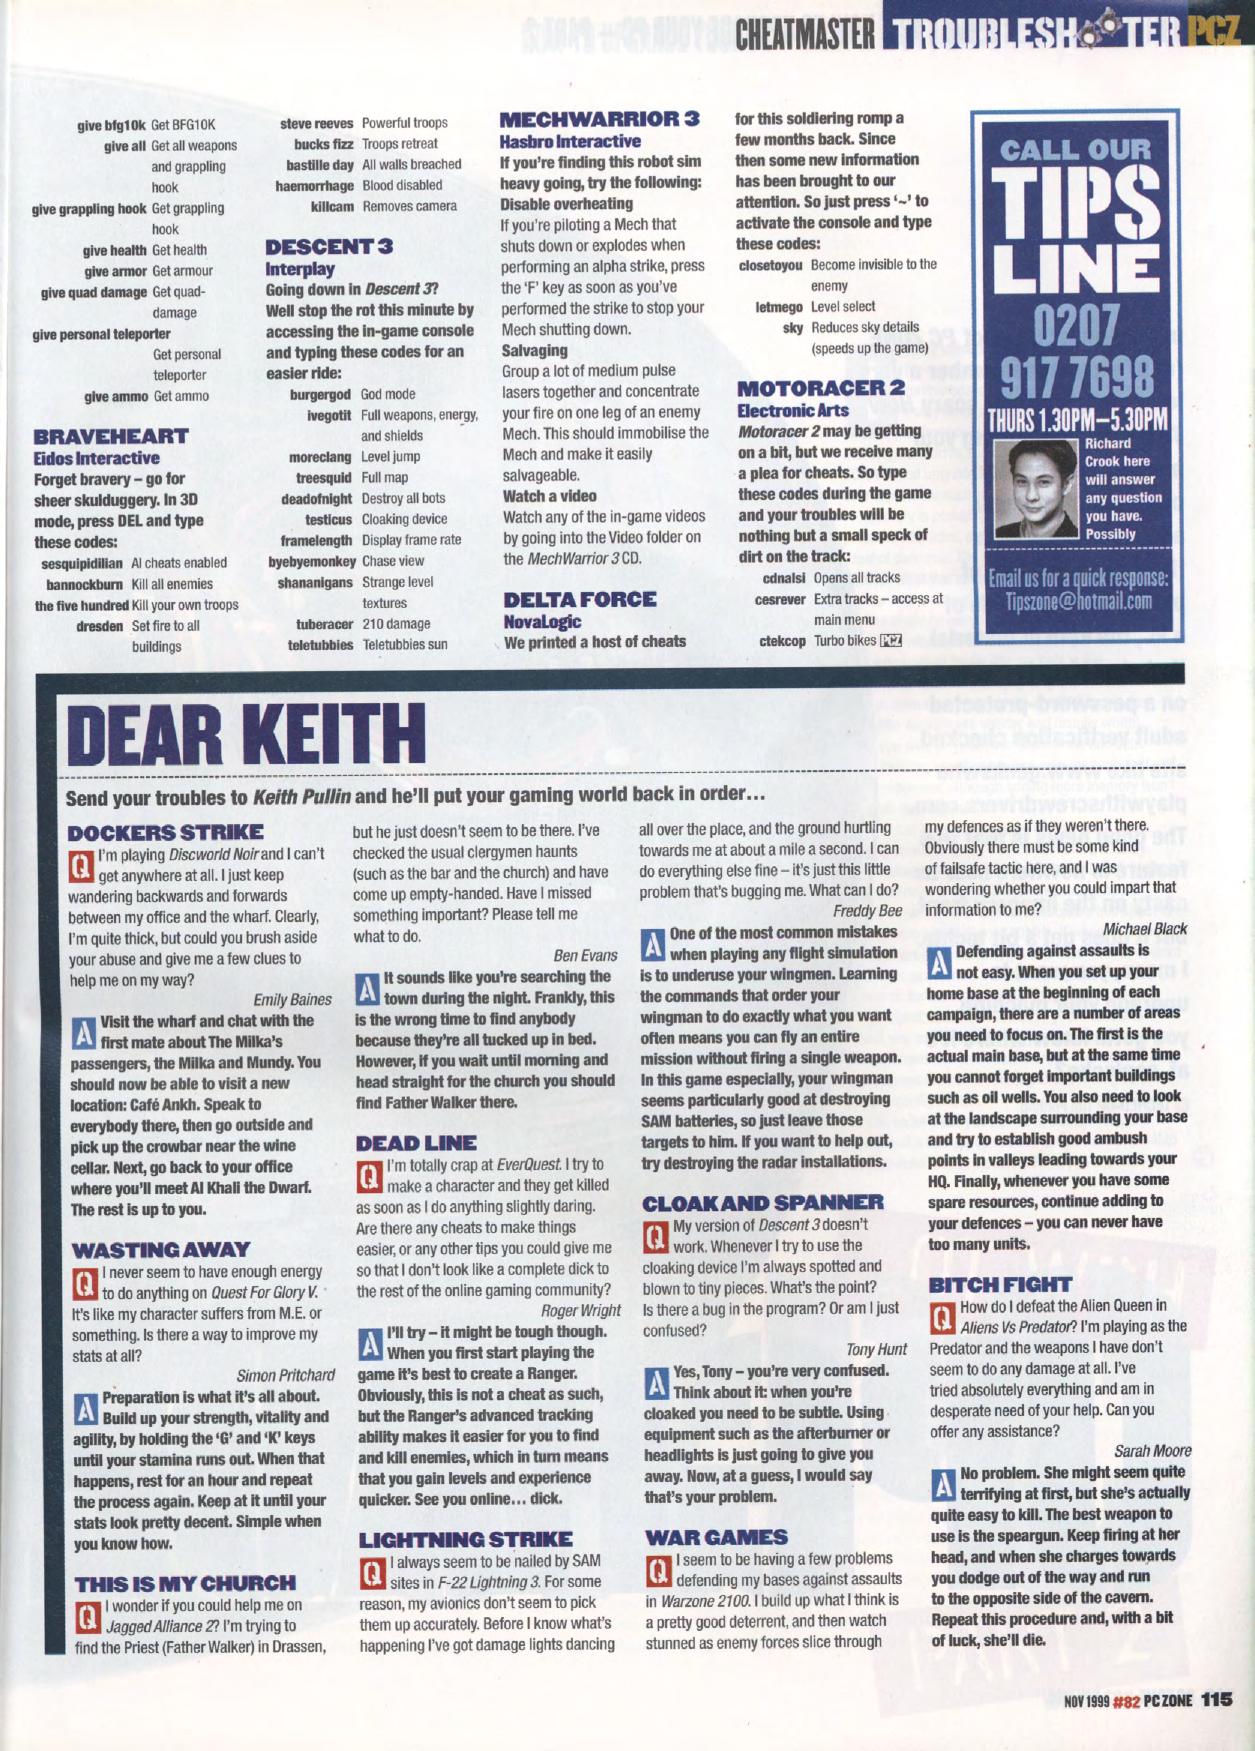 CHEATMASTER TROUBLESHOOTER PCZ
give bfg10k Get BFG10K
give all Get all weapons
and grappling
hook
give grappling hook Get grappling
hook
give health Get health
give armor Get armour
give quad damage Get quad-
damage
give personal teleporter
Get personal
teleporter
give ammo Get ammo
BRAVEHEART
Eidos Interactive
Forget bravery – go for
sheer skulduggery. In 3D
mode, press DEL and type
these codes:
sesquipidilian AI cheats enabled
bannockburn Kill all enemies
the five hundred Kill your own troops
dresden Set fire to all
buildings
steve reeves Powerful troops
bucks fizz Troops retreat
bastille day All walls breached
haemorrhage Blood disabled
killcam Removes camera
DESCENT 3
Interplay
Going down in Descent 3?
Well stop the rot this minute by
accessing the in-game console
and typing these codes for an
easier ride:
burgergod God mode
ivegotit Full weapons, energy,
and shields
moreclang Level jump
treesquid Full map
deadofnight Destroy all bots
testicus Cloaking device
framelength Display frame rate
byebyemonkey Chase view
shananigans Strange level
textures
tuberacer 210 damage
teletubbies Teletubbies sun
MECHWARRIOR 3
Hasbro Interactive
If you're finding this robot sim
heavy going, try the following:
Disable overheating
If you're piloting a Mech that
shuts down or explodes when
performing an alpha strike, press
the 'F' key as soon as you've
performed the strike to stop your
Mech shutting down.
Salvaging
Group a lot of medium pulse
lasers together and concentrate
your fire on one leg of an enemy
Mech. This should immobilise the
Mech and make it easily
salvageable.
Watch a video
Watch any of the in-game videos
by going into the Video folder on
the MechWarrior 3 CD.
DELTA FORCE
NovaLogic
We printed a host of cheats
for this soldiering romp a
few months back. Since
then some new information
has been brought to our
attention. So just press '~' to
activate the console and type
these codes:
closetoyou Become invisible to the
enemy
letmego Level select
sky Reduces sky details
(speeds up the game)
MOTORACER 2
Electronic Arts
Motoracer 2 may be getting
on a bit, but we receive many
a plea for cheats. So type
these codes during the game
and your troubles will be
nothing but a small speck of
dirt on the track:
cdnalsi Opens all tracks
cesrever Extra tracks – access at
main menu
ctekcop Turbo bikes PCZ
CALL OUR
TIPS
LINE
0207
917 7698
THURS 1.30PM–5.30PM
Richard
Crook here
will answer
any question
you have.
Possibly
Email us for a quick response:
Tipszone@hotmail.com
DEAR KEITH
Send your troubles to Keith Pullin and he'll put your gaming world back in order...
DOCKERS STRIKE
Q I'm playing Discworld Noir and I can't
get anywhere at all. I just keep
wandering backwards and forwards
between my office and the wharf. Clearly,
I'm quite thick, but could you brush aside
your abuse and give me a few clues to
help me on my way?
Emily Baines
A Visit the wharf and chat with the
first mate about The Milka's
passengers, the Milka and Mundy. You
should now be able to visit a new
location: Café Ankh. Speak to
everybody there, then go outside and
pick up the crowbar near the wine
cellar. Next, go back to your office
where you'll meet Al Khali the Dwarf.
The rest is up to you.
WASTING AWAY
Q I never seem to have enough energy
to do anything on Quest For Glory V.
It's like my character suffers from M.E. or
something. Is there a way to improve my
stats at all?
Simon Pritchard
A Preparation is what it's all about.
Build up your strength, vitality and
agility, by holding the 'G' and 'K' keys
until your stamina runs out. When that
happens, rest for an hour and repeat
the process again. Keep at it until your
stats look pretty decent. Simple when
you know how.
THIS IS MY CHURCH
Q I wonder if you could help me on
Jagged Alliance 2? I'm trying to
find the Priest (Father Walker) in Drassen,
but he just doesn't seem to be there. I've
checked the usual clergymen haunts
(such as the bar and the church) and have
come up empty-handed. Have I missed
something important? Please tell me
what to do.
Ben Evans
A It sounds like you're searching the
town during the night. Frankly, this
is the wrong time to find anybody
because they're all tucked up in bed.
However, if you wait until morning and
head straight for the church you should
find Father Walker there.
DEAD LINE
Q I'm totally crap at EverQuest. I try to
make a character and they get killed
as soon as I do anything slightly daring.
Are there any cheats to make things
easier, or any other tips you could give me
so that I don't look like a complete dick to
the rest of the online gaming community?
Roger Wright
A I'll try – it might be tough though.
When you first start playing the
game it's best to create a Ranger.
Obviously, this is not a cheat as such,
but the Ranger's advanced tracking
ability makes it easier for you to find
and kill enemies, which in turn means
that you gain levels and experience
quicker. See you online... dick.
LIGHTNING STRIKE
Q I always seem to be nailed by SAM
sites in F-22 Lightning 3. For some
reason, my avionics don't seem to pick
them up accurately. Before I know what's
happening I've got damage lights dancing
all over the place, and the ground hurtling
towards me at about a mile a second. I can
do everything else fine – it's just this little
problem that's bugging me. What can I do?
Freddy Bee
A One of the most common mistakes
when playing any flight simulation
is to underuse your wingmen. Learning
the commands that order your
wingman to do exactly what you want
often means you can fly an entire
mission without firing a single weapon.
In this game especially, your wingman
seems particularly good at destroying
SAM batteries, so just leave those
targets to him. If you want to help out,
try destroying the radar installations.
CLOAK AND SPANNER
Q My version of Descent 3 doesn't
work. Whenever I try to use the
cloaking device I'm always spotted and
blown to tiny pieces. What's the point?
Is there a bug in the program? Or am I just
confused?
Tony Hunt
A Yes, Tony – you're very confused.
Think about it: when you're
cloaked you need to be subtle. Using
equipment such as the afterburner or
headlights is just going to give you
away. Now, at a guess, I would say
that's your problem.
WAR GAMES
Q I seem to be having a few problems
defending my bases against assaults
in Warzone 2100. I build up what I think is
a pretty good deterrent, and then watch
stunned as enemy forces slice through
my defences as if they weren't there.
Obviously there must be some kind
of failsafe tactic here, and I was
wondering whether you could impart that
information to me?
Michael Black
A Defending against assaults is
not easy. When you set up your
home base at the beginning of each
campaign, there are a number of areas
you need to focus on. The first is the
actual main base, but at the same time
you cannot forget important buildings
such as oil wells. You also need to look
at the landscape surrounding your base
and try to establish good ambush
points in valleys leading towards your
HQ. Finally, whenever you have some
spare resources, continue adding to
your defences – you can never have
too many units.
BITCH FIGHT
Q How do I defeat the Alien Queen in
Aliens Vs Predator? I'm playing as the
Predator and the weapons I have don't
seem to do any damage at all. I've
tried absolutely everything and am in
desperate need of your help. Can you
offer any assistance?
Sarah Moore
A No problem. She might seem quite
terrifying at first, but she's actually
quite easy to kill. The best weapon to
use is the speargun. Keep firing at her
head, and when she charges towards
you dodge out of the way and run
to the opposite side of the cavern.
Repeat this procedure and, with a bit
of luck, she'll die.
NOV 1999 #82 PC ZONE 115